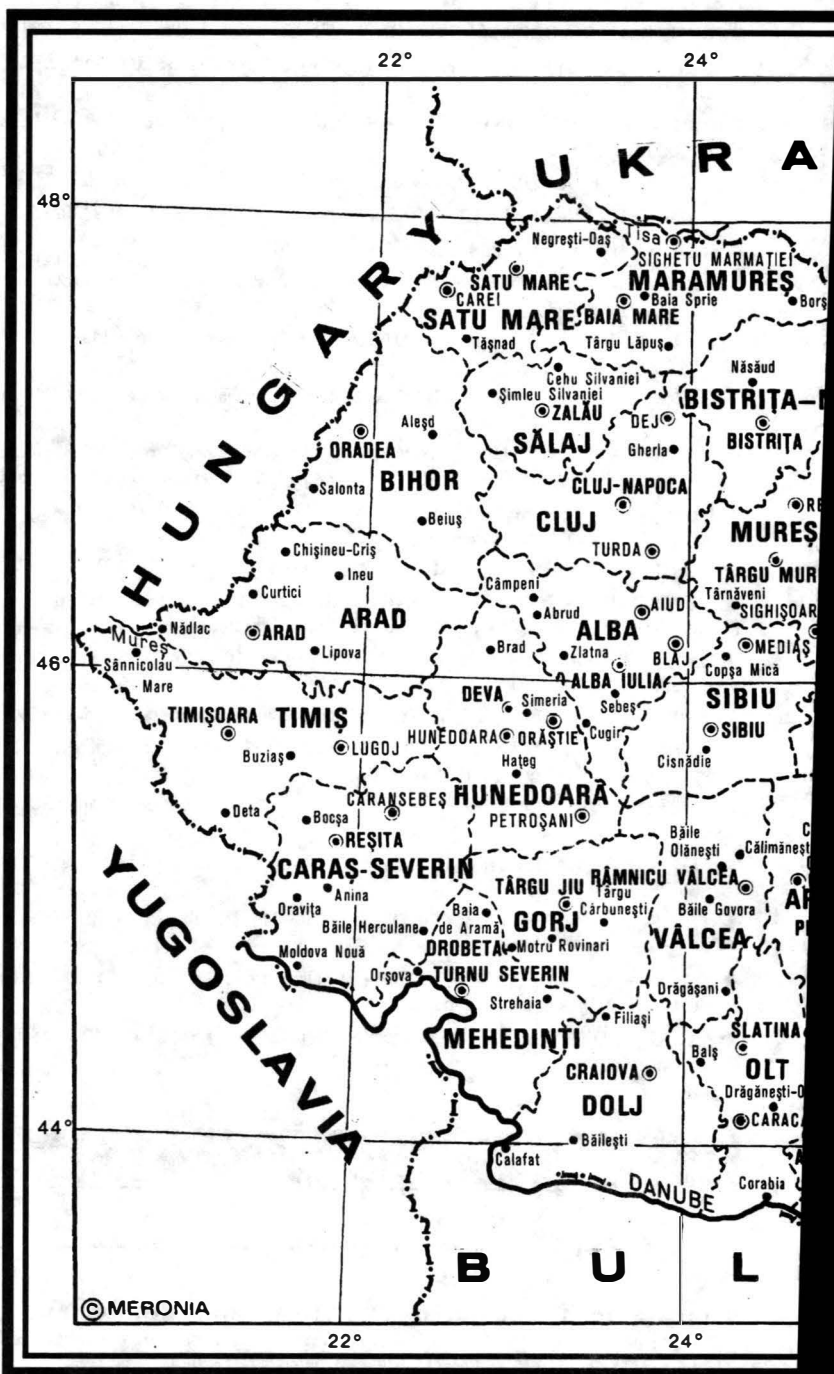 22°
24°
U K R A
48°
HUNGARY
Negrești-Oaș
Tisa
SIGHETU MARMAȚIEI
SATU MARE
MARAMUREȘ
CAREI
Baia Sprie
Borș
SATU MARE
BAIA MARE
Tășnad
Târgu Lăpuș
Năsăud
Cehu Silvaniei
Șimleu Silvaniei
BISTRIȚA-N
ZALĂU
DEJ
Aleșd
ORADEA
SĂLAJ
BISTRIȚA
Gherla
BIHOR
CLUJ-NAPOCA
Salonta
RE
Beiuș
CLUJ
MUREȘ
TURDA
Chișineu-Criș
TÂRGU MUR
Ineu
Câmpeni
Târnăveni
Curtici
AIUD
SIGHIȘOAR
ARAD
Abrud
ALBA
Nădlac
ARAD
Mureș
Lipova
Brad
Zlatna
BLAJ
MEDIAȘ
46°
Sânnicolau
Mare
Copșa Mică
ALBA IULIA
DEVA
Simeria
Sebeș
SIBIU
TIMIȘOARA
TIMIȘ
HUNEDOARA
ORĂȘTIE
Cugir
SIBIU
LUGOJ
Buziaș
Hațeg
Cisnădie
HUNEDOARA
CARANSEBEȘ
Deta
Bocșa
PETROȘANI
REȘITA
Băile
Olănești
Călimănești
YUGOSLAVIA
CARAȘ-SEVERIN
TÂRGU JIU
RÂMNICU VÂLCEA
Anina
Târgu
Cărbunești
Oravița
Baia
de Aramă
Băile Govora
AR
Băile Herculane
GORJ
PI
DROBETA
TURNU SEVERIN
Motru
Rovinari
VÂLCEA
Moldova Nouă
Orșova
Drăgășani
Strehaia
Filiași
MEHEDINTI
SLATINA
Balș
CRAIOVA
OLT
Drăgănești-O
DOLJ
CARACA
44°
Băilești
Calafat
DANUBE
Corabia
B U L
© MERONIA
22°
24°